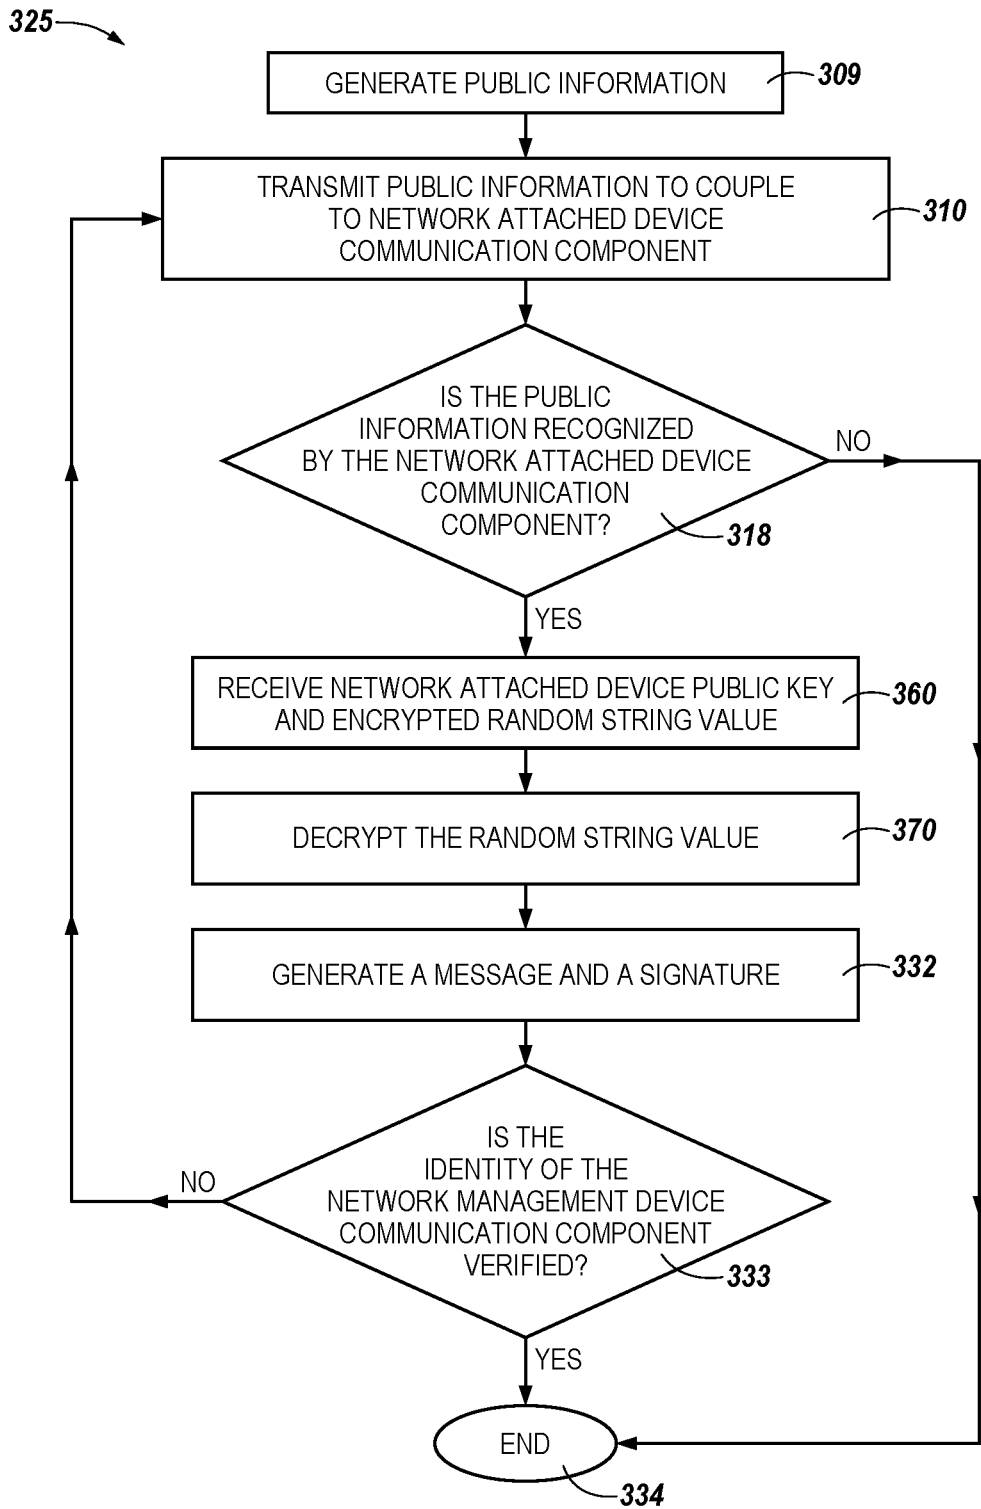 325
GENERATE PUBLIC INFORMATION
309
TRANSMIT PUBLIC INFORMATION TO COUPLE
TO NETWORK ATTACHED DEVICE
COMMUNICATION COMPONENT
310
IS THE PUBLIC
INFORMATION RECOGNIZED
BY THE NETWORK ATTACHED DEVICE
COMMUNICATION
COMPONENT?
318
NO
YES
RECEIVE NETWORK ATTACHED DEVICE PUBLIC KEY
AND ENCRYPTED RANDOM STRING VALUE
360
DECRYPT THE RANDOM STRING VALUE
370
GENERATE A MESSAGE AND A SIGNATURE
332
IS THE
IDENTITY OF THE
NETWORK MANAGEMENT DEVICE
COMMUNICATION COMPONENT
VERIFIED?
333
NO
YES
END
334